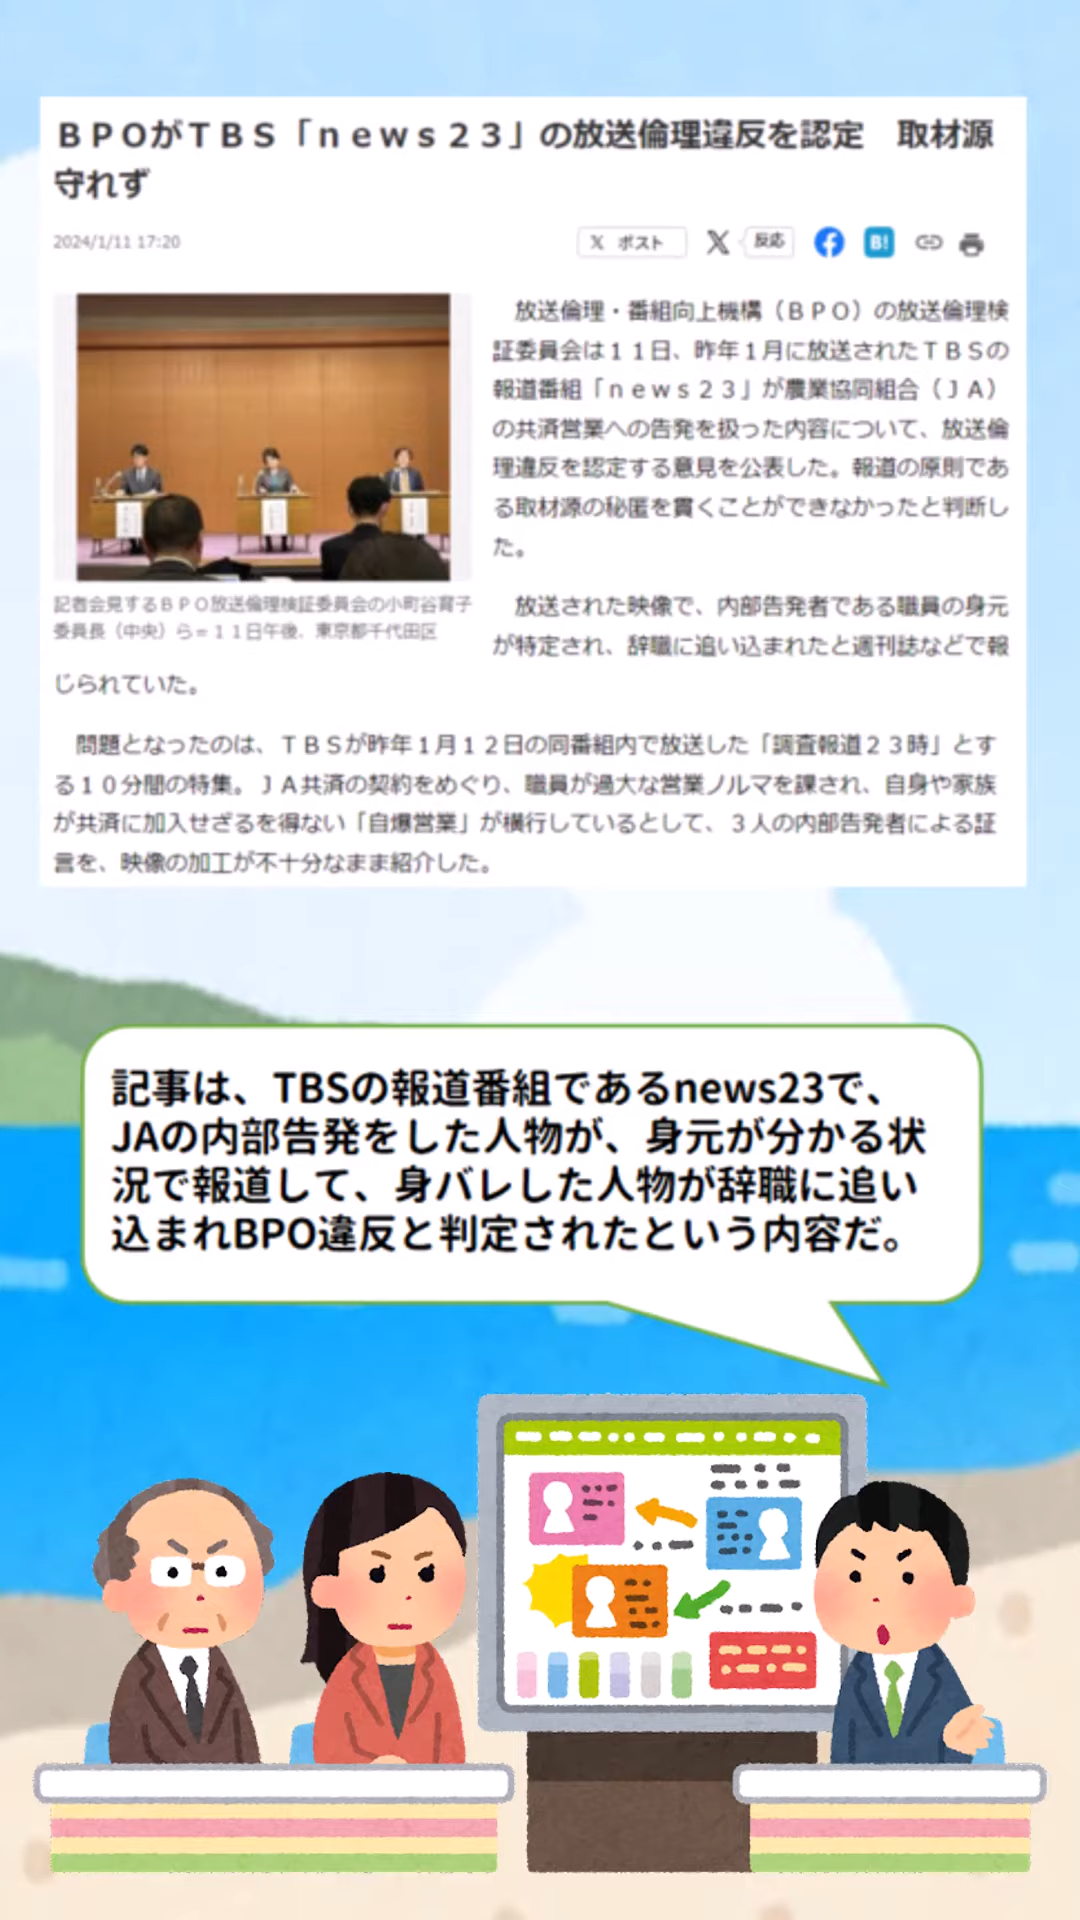 ＢＰＯがＴＢＳ「ｎｅｗｓ２３」の放送倫理違反を認定　取材源
守れず
2024/1/11 17:20
ポスト
反応
B!
放送倫理・番組向上機構（ＢＰＯ）の放送倫理検
証委員会は１１日、昨年１月に放送されたＴＢＳの
報道番組「ｎｅｗｓ２３」が農業協同組合（ＪＡ）
の共済営業への告発を扱った内容について、放送倫
理違反を認定する意見を公表した。報道の原則であ
る取材源の秘匿を貫くことができなかったと判断し
た。
記者会見するＢＰＯ放送倫理検証委員会の小町谷育子
委員長（中央）ら＝１１日午後、東京都千代田区
放送された映像で、内部告発者である職員の身元
が特定され、辞職に追い込まれたと週刊誌などで報
じられていた。
問題となったのは、ＴＢＳが昨年１月１２日の同番組内で放送した「調査報道２３時」とす
る１０分間の特集。ＪＡ共済の契約をめぐり、職員が過大な営業ノルマを課され、自身や家族
が共済に加入せざるを得ない「自爆営業」が横行しているとして、３人の内部告発者による証
言を、映像の加工が不十分なまま紹介した。
記事は、TBSの報道番組であるnews23で、
JAの内部告発をした人物が、身元が分かる状
況で報道して、身バレした人物が辞職に追い
込まれBPO違反と判定されたという内容だ。